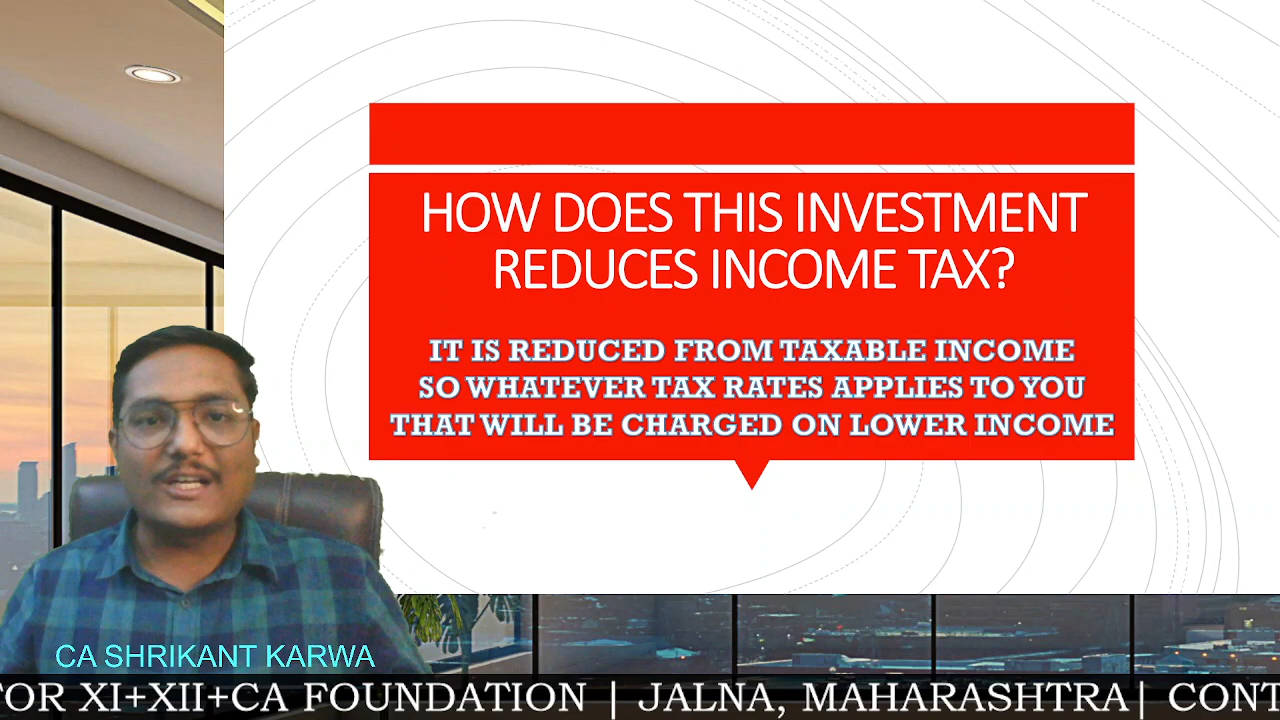 HOW DOES THIS INVESTMENT
REDUCES INCOME TAX?
IT IS REDUCED FROM TAXABLE INCOME
SO WHATEVER TAX RATES APPLIES TO YOU
THAT WILL BE CHARGED ON LOWER INCOME
CA SHRIKANT KARWA
FOR XI+XII+CA FOUNDATION | JALNA, MAHARASHTRA| CONT